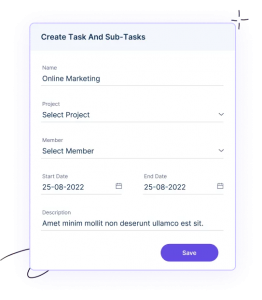 Create Task And Sub-Tasks
Name
Online Marketing
Project
Select Project
Member
Select Member
Start Date End Date
25-08-2022 25-08-2022
Description
Amet minim mollit non deserunt ullamco est sit.
Save